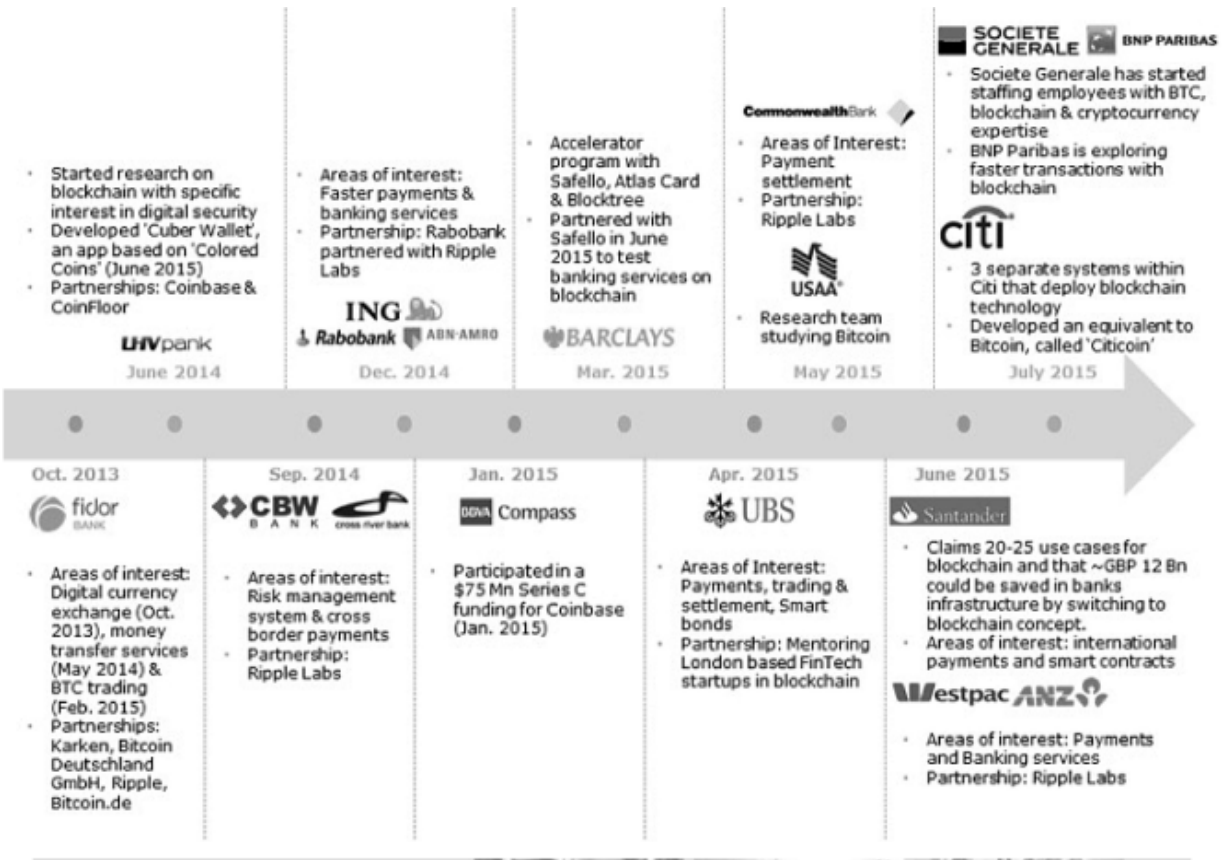 SOCIETE
GENERALE
BNP PARIBAS
· Societe Generale has started
staffing employees with BTC,
blockchain & cryptocurrency
expertise
· BNP Paribas is exploring
faster transactions with
blockchain
citi
· 3 separate systems within
Citi that deploy blockchain
technology
· Developed an equivalent to
Bitcoin, called 'Citicoin'
July 2015
CommonwealthBank
· Areas of Interest:
Payment
settlement
· Partnership:
Ripple Labs
USAA®
· Research team
studying Bitcoin
May 2015
· Accelerator
program with
Safello, Atlas Card
& Blocktree
· Partnered with
Safello in June
2015 to test
banking services on
blockchain
BARCLAYS
Mar. 2015
· Areas of interest:
Faster payments &
banking services
· Partnership: Rabobank
partnered with Ripple
Labs
ING
Rabobank
ABN·AMRO
Dec. 2014
· Started research on
blockchain with specific
interest in digital security
· Developed 'Cuber Wallet',
an app based on 'Colored
Coins' (June 2015)
· Partnerships: Coinbase &
CoinFloor
LHVpank
June 2014
Oct. 2013
fidor
BANK
· Areas of interest:
Digital currency
exchange (Oct.
2013), money
transfer services
(May 2014) &
BTC trading
(Feb. 2015)
· Partnerships:
Karken, Bitcoin
Deutschland
GmbH, Ripple,
Bitcoin.de
Sep. 2014
CBW
BANK
cross river bank
· Areas of interest:
Risk management
system & cross
border payments
· Partnership:
Ripple Labs
Jan. 2015
BBVA Compass
· Participated in a
$75 Mn Series C
funding for Coinbase
(Jan. 2015)
Apr. 2015
UBS
· Areas of Interest:
Payments, trading &
settlement, Smart
bonds
· Partnership: Mentoring
London based FinTech
startups in blockchain
June 2015
Santander
· Claims 20-25 use cases for
blockchain and that ~GBP 12 Bn
could be saved in banks
infrastructure by switching to
blockchain concept.
· Areas of interest: international
payments and smart contracts
Westpac
ANZ
· Areas of interest: Payments
and Banking services
· Partnership: Ripple Labs